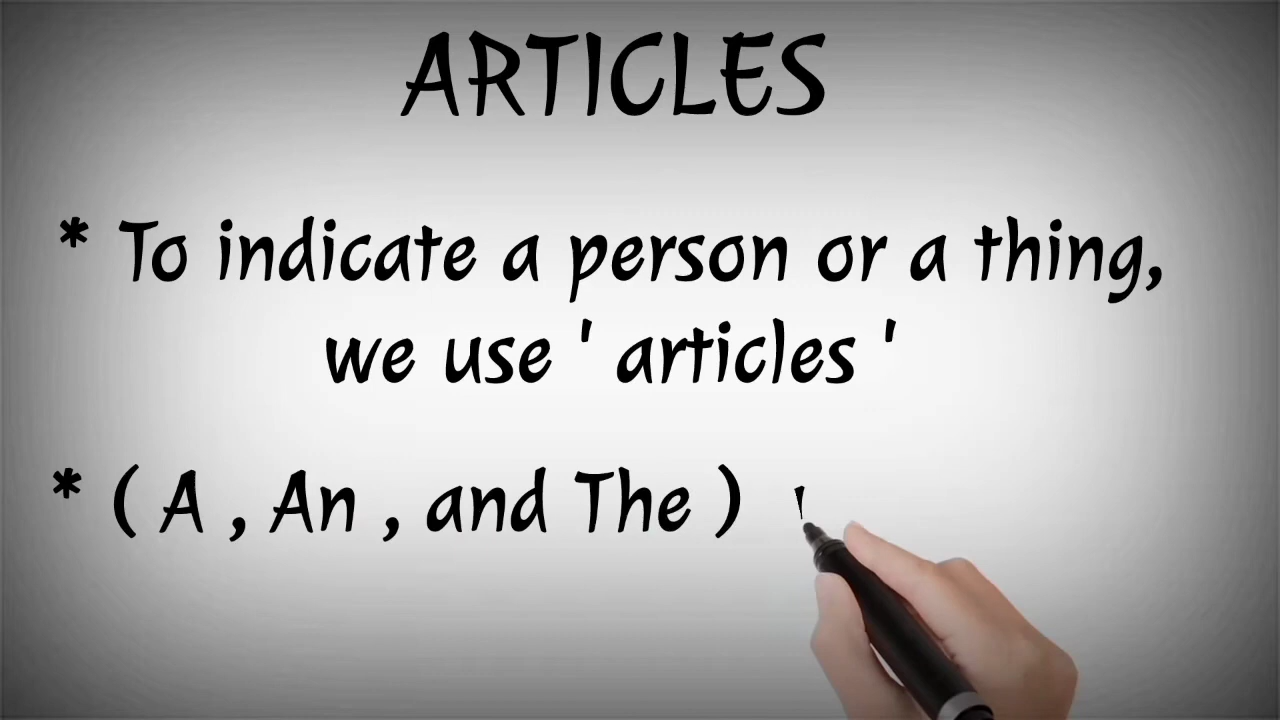 ARTICLES
* To indicate a person or a thing,
we use ' articles '
* ( A , An , and The )